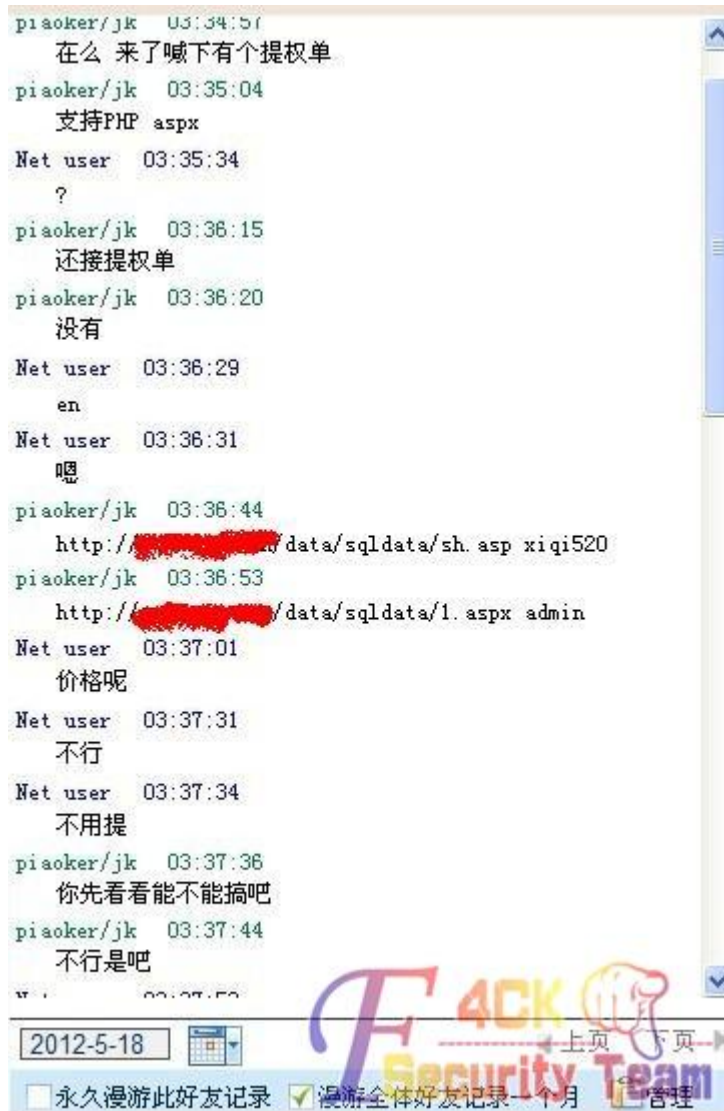 piaoker/jk 03:34:57
在么 来了喊下有个提权单
piaoker/jk 03:35:04
支持PHP aspx
Net user 03:35:34
?
piaoker/jk 03:36:15
还接提权单
piaoker/jk 03:36:20
没有
Net user 03:36:29
en
Net user 03:36:31
嗯
piaoker/jk 03:36:44
http:/ /data/sqldata/sh.asp xiqi520
piaoker/jk 03:36:53
http:// /data/sqldata/1.aspx admin
Net user 03:37:01
价格呢
Net user 03:37:31
不行
Net user 03:37:34
不用提
piaoker/jk 03:37:36
你先看看能不能搞吧
piaoker/jk 03:37:44
不行是吧
2012-5-18 上页 下页
永久漫游此好友记录 漫游全体好友记录一个月 管理
F4CK
Security Team